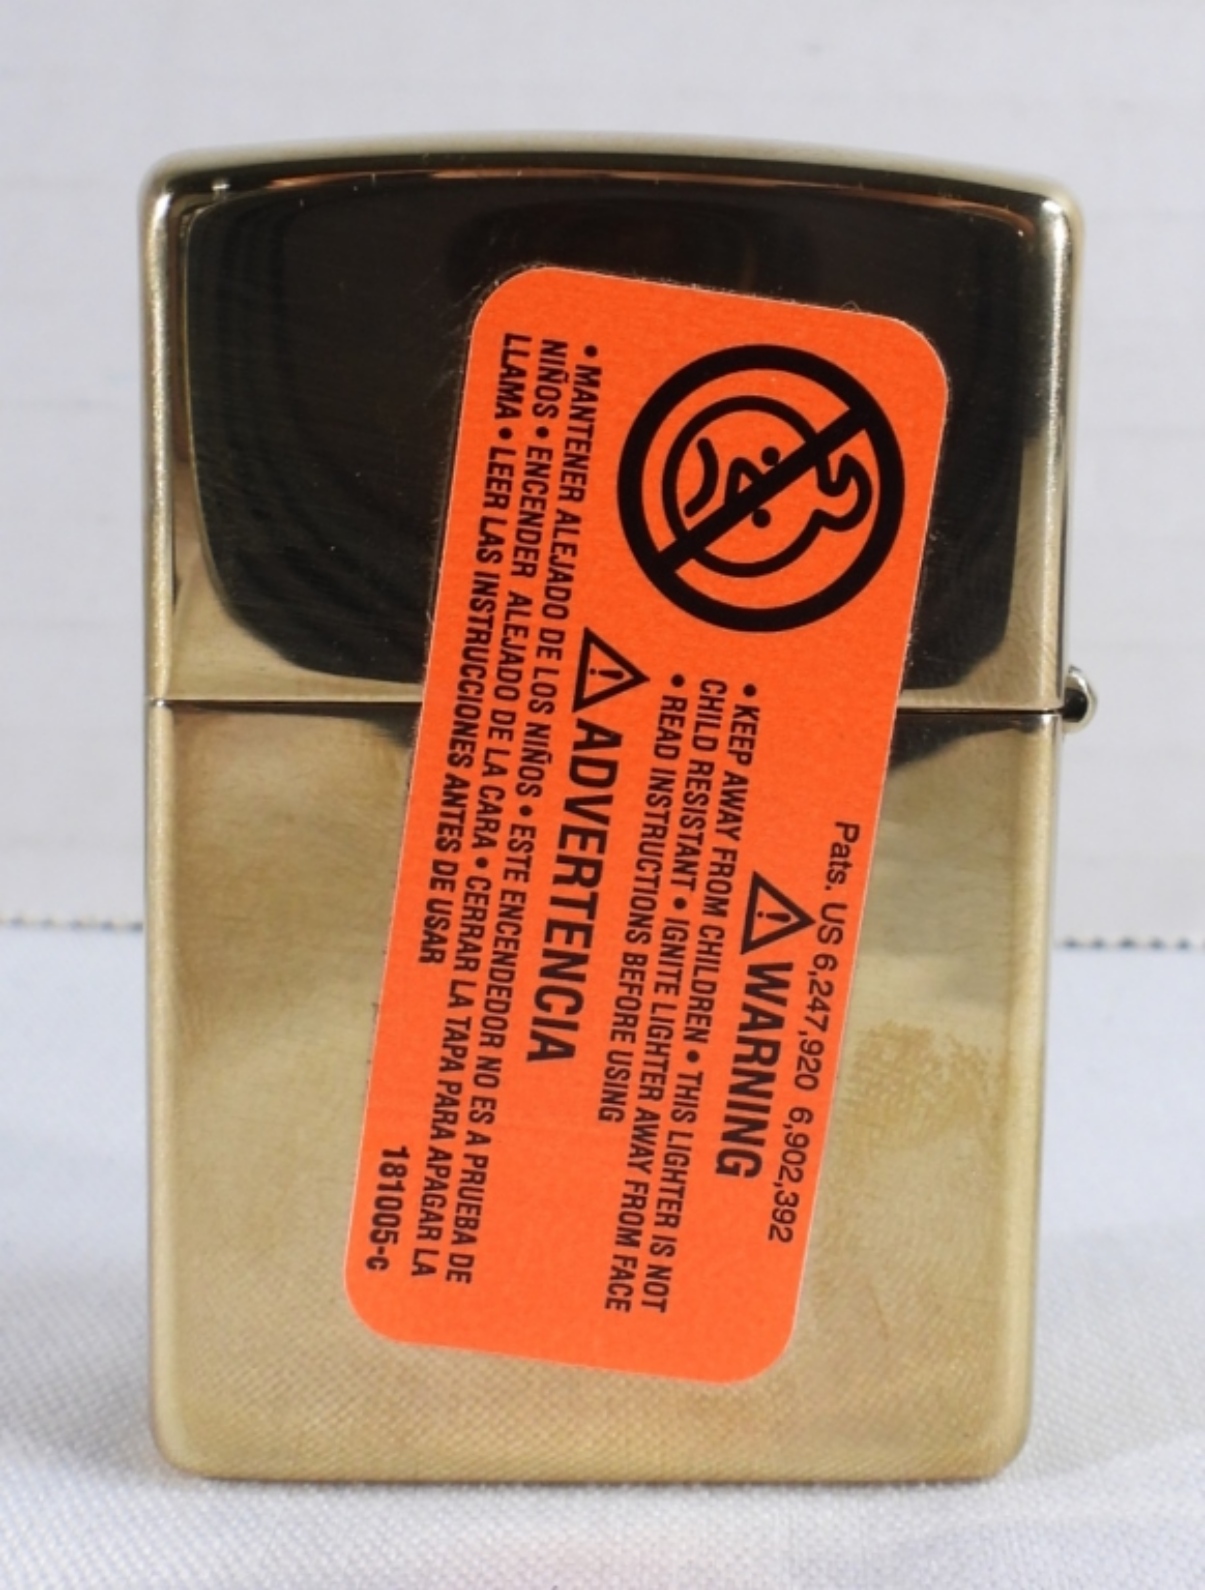 Pats. US 6,247,920 6,902,392
WARNING
• KEEP AWAY FROM CHILDREN • THIS LIGHTER IS NOT
CHILD RESISTANT • IGNITE LIGHTER AWAY FROM FACE
• READ INSTRUCTIONS BEFORE USING
ADVERTENCIA
• MANTENER ALEJADO DE LOS NIÑOS • ESTE ENCENDEDOR NO ES A PRUEBA DE
NIÑOS • ENCENDER ALEJADO DE LA CARA • CERRAR LA TAPA PARA APAGAR LA
LLAMA • LEER LAS INSTRUCCIONES ANTES DE USAR
181005-c